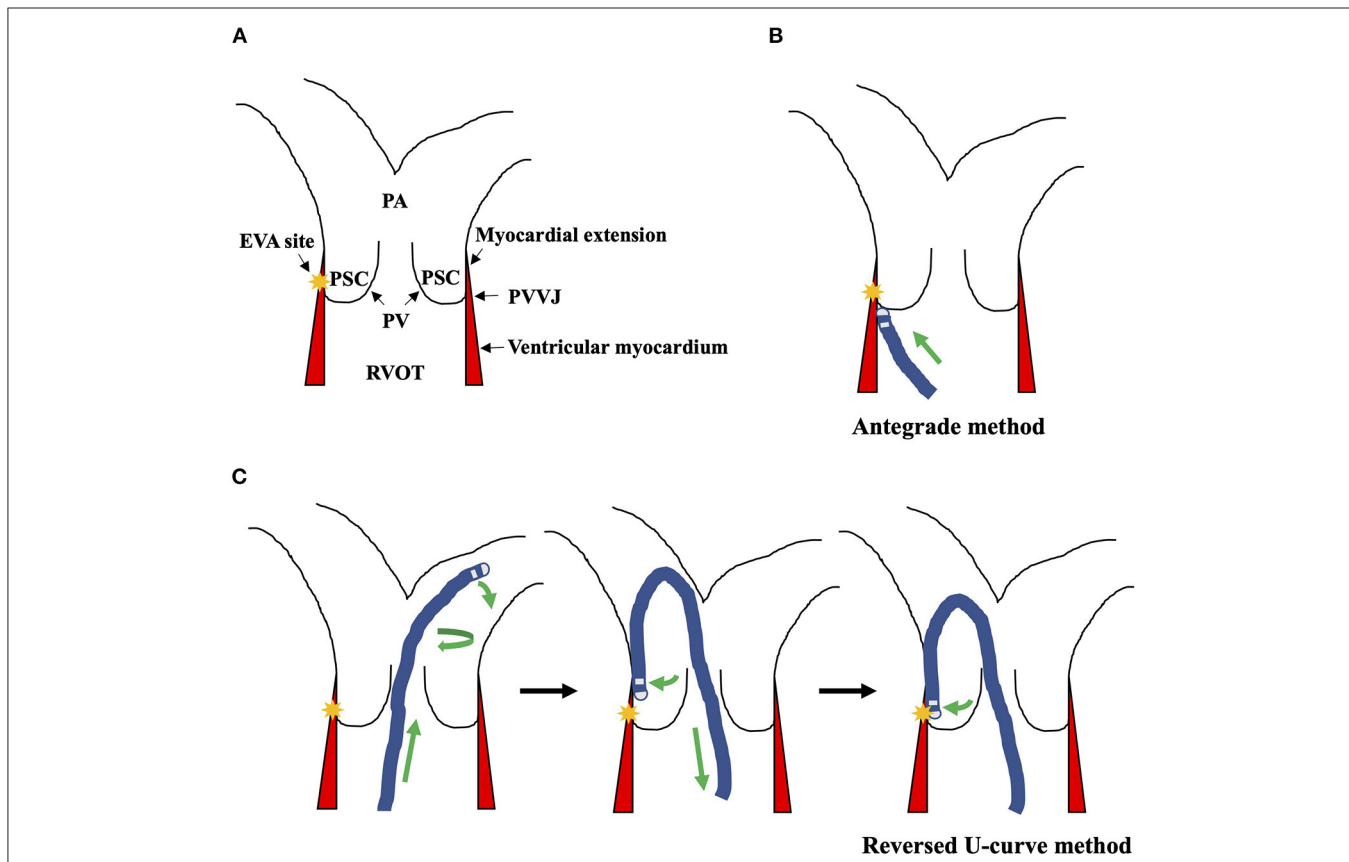 A
B
PA
EVA site
Myocardial extension
PSC
PSC
PVVJ
PV
Ventricular myocardium
RVOT
Antegrade method
C
Reversed U-curve method